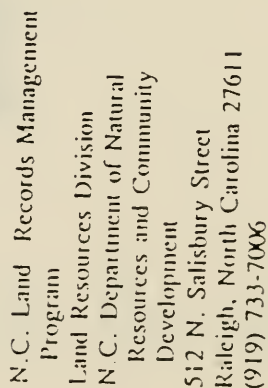 N.C. Land Records Management
Program
Land Resources Division
N.C. Department of Natural
Resources and Community
Development
512 N. Salisbury Street
Raleigh, North Carolina 27611
(919) 733-7006